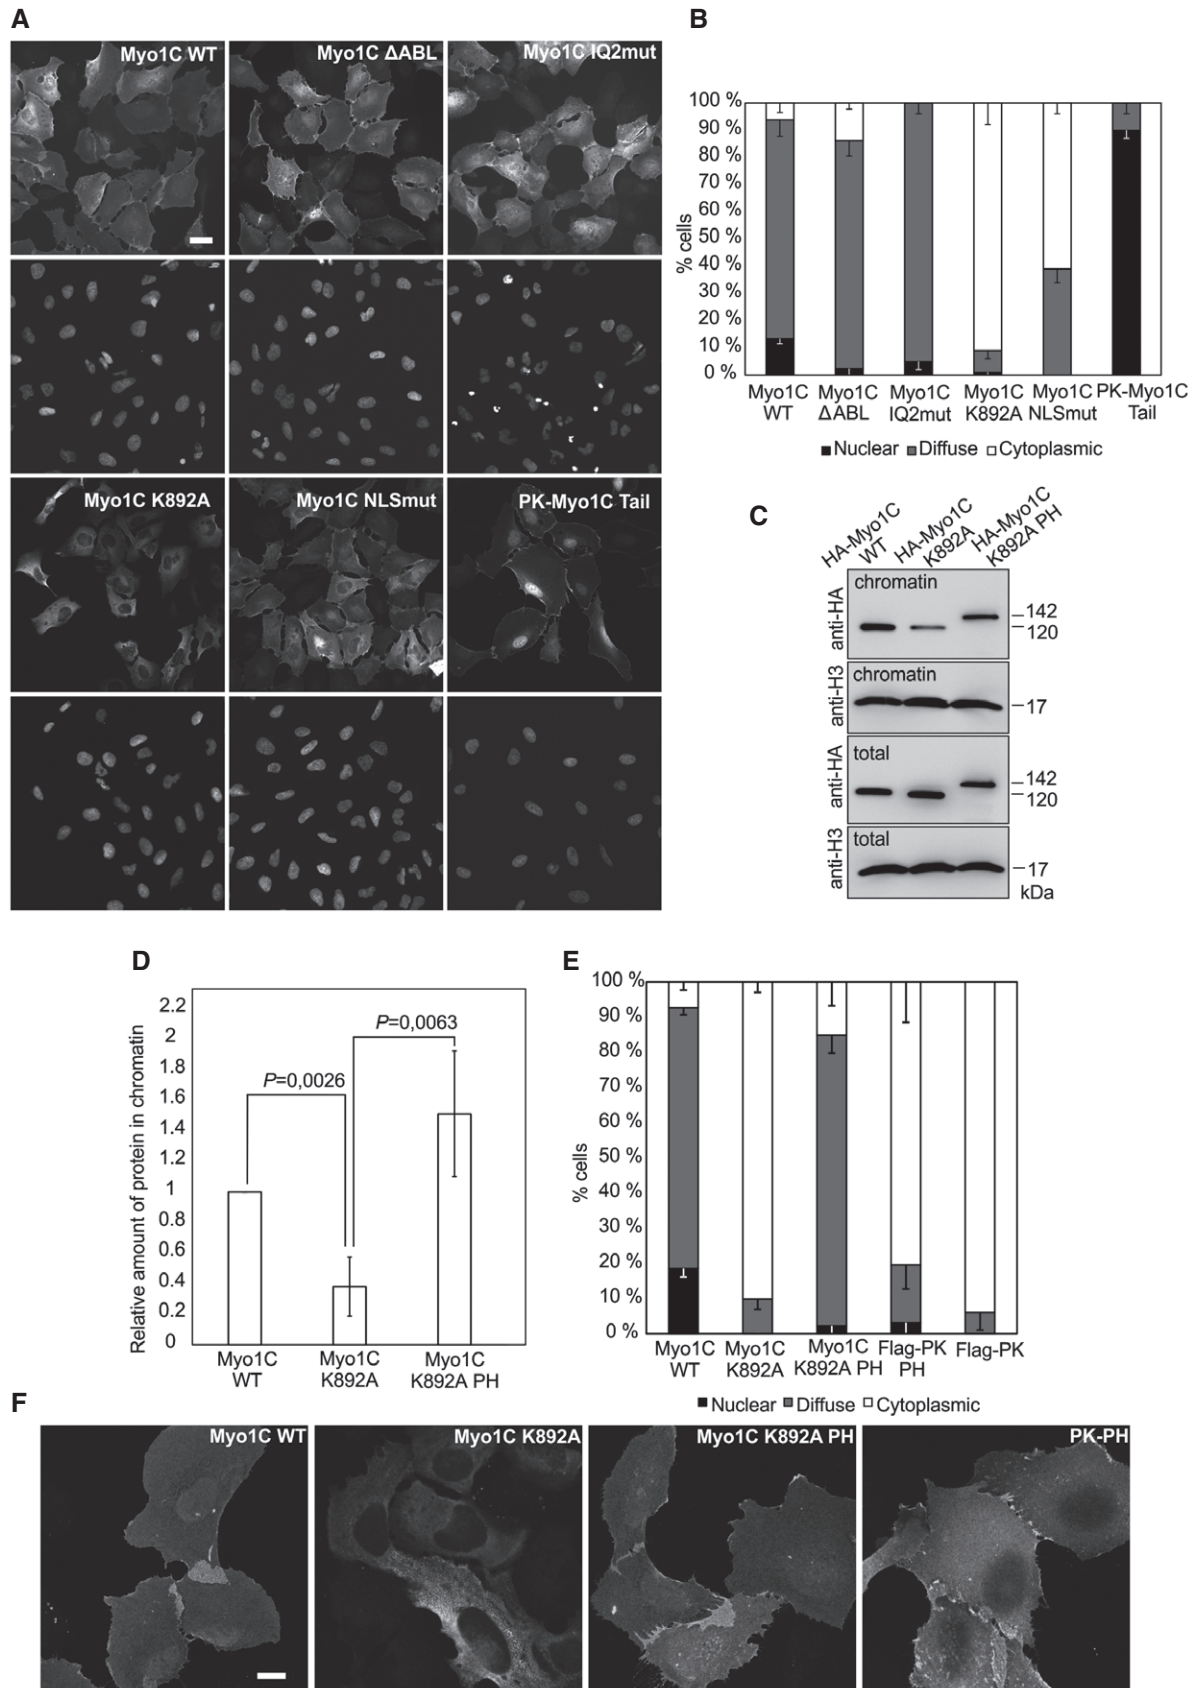 A
Myo1C WT
Myo1C ΔABL
Myo1C IQ2mut
Myo1C K892A
Myo1C NLSmut
PK-Myo1C Tail
B
100 %
90 %
80 %
70 %
60 %
50 %
40 %
30 %
20 %
10 %
0 %
% cells
Myo1C WT
Myo1C ΔABL
Myo1C IQ2mut
Myo1C K892A
Myo1C NLSmut
PK-Myo1C Tail
Nuclear Diffuse Cytoplasmic
C
HA-Myo1C WT
HA-Myo1C K892A
HA-Myo1C K892A PH
anti-HA
chromatin
142
120
anti-H3
chromatin
17
anti-HA
total
142
120
anti-H3
total
17
kDa
D
Relative amount of protein in chromatin
2.2
2
1.8
1.6
1.4
1.2
1
0.8
0.6
0.4
0.2
0
P=0,0063
P=0,0026
Myo1C WT
Myo1C K892A
Myo1C K892A PH
E
100 %
90 %
80 %
70 %
60 %
50 %
40 %
30 %
20 %
10 %
0 %
% cells
Myo1C WT
Myo1C K892A
Myo1C K892A PH
Flag-PK PH
Flag-PK
Nuclear Diffuse Cytoplasmic
F
Myo1C WT
Myo1C K892A
Myo1C K892A PH
PK-PH